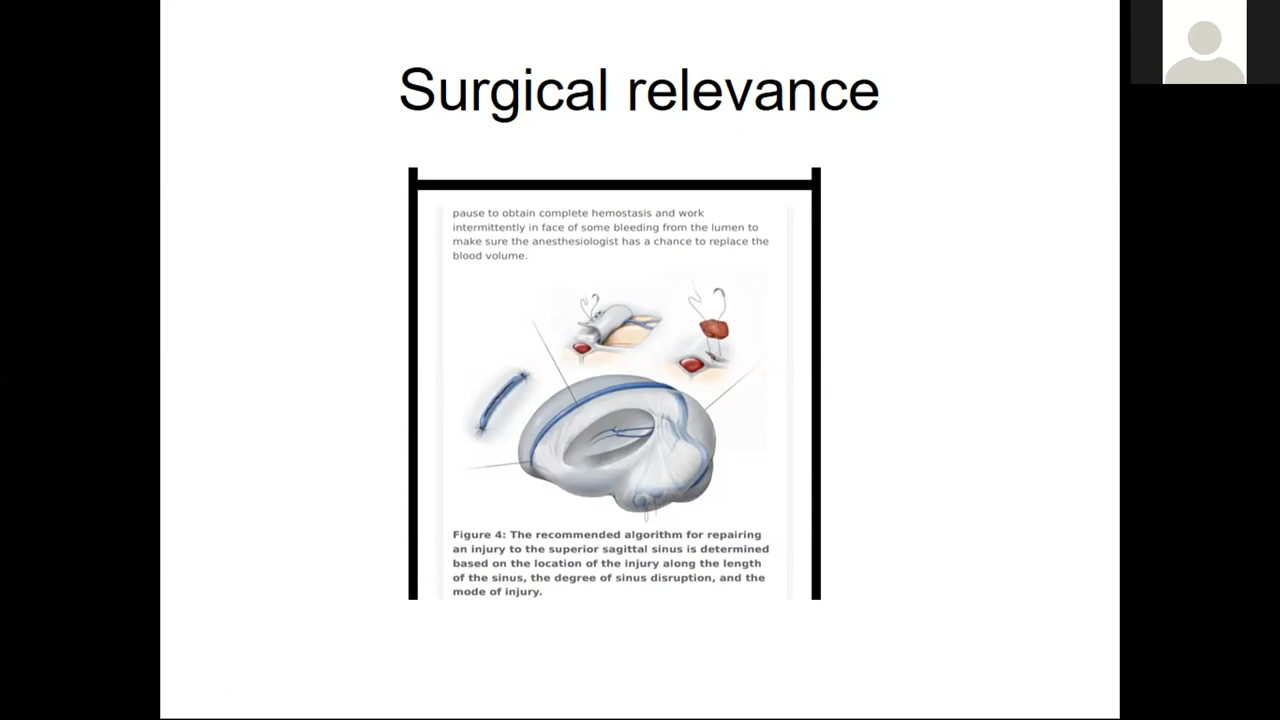 Surgical relevance
pause to obtain complete hemostasis and work
intermittently in face of some bleeding from the lumen to
make sure the anesthesiologist has a chance to replace the
blood volume.
Figure 4: The recommended algorithm for repairing
an injury to the superior sagittal sinus is determined
based on the location of the injury along the length
of the sinus, the degree of sinus disruption, and the
mode of injury.